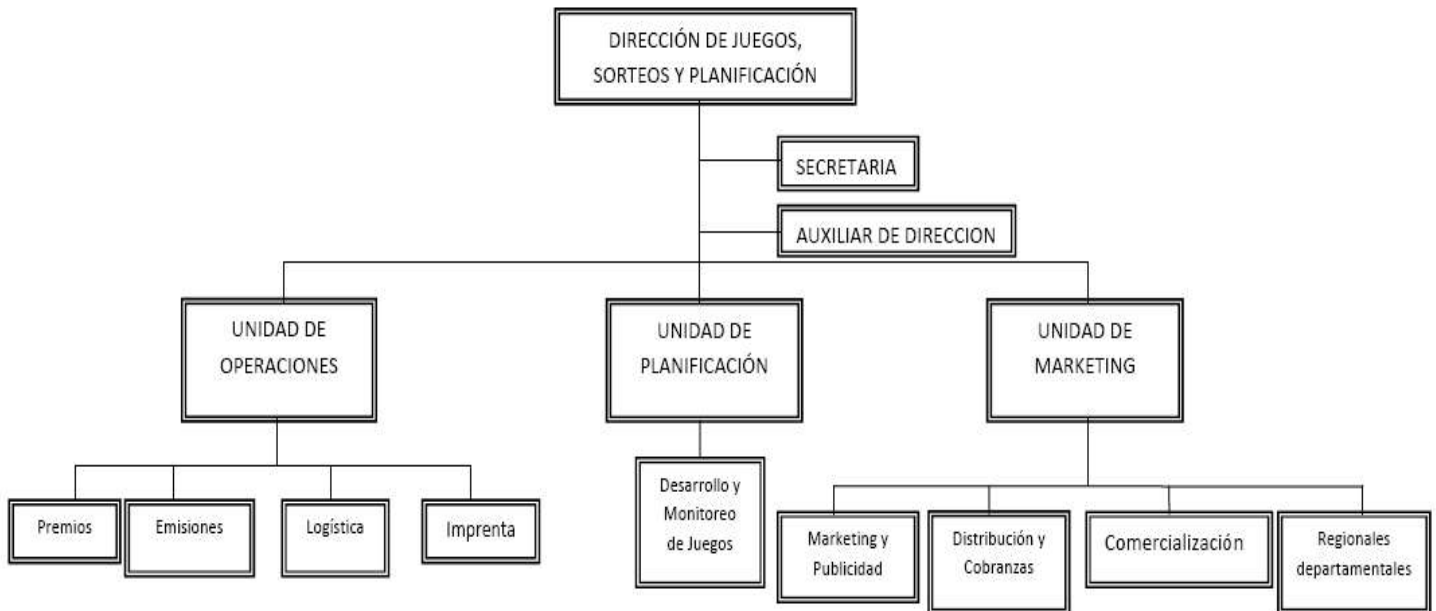 DIRECCIÓN DE JUEGOS,
SORTEOS Y PLANIFICACIÓN
SECRETARIA
AUXILIAR DE DIRECCION
UNIDAD DE
OPERACIONES
UNIDAD DE
PLANIFICACIÓN
UNIDAD DE
MARKETING
Premios
Emisiones
Logística
Imprenta
Desarrollo y
Monitoreo
de Juegos
Marketing y
Publicidad
Distribución y
Cobranzas
Comercialización
Regionales
departamentales